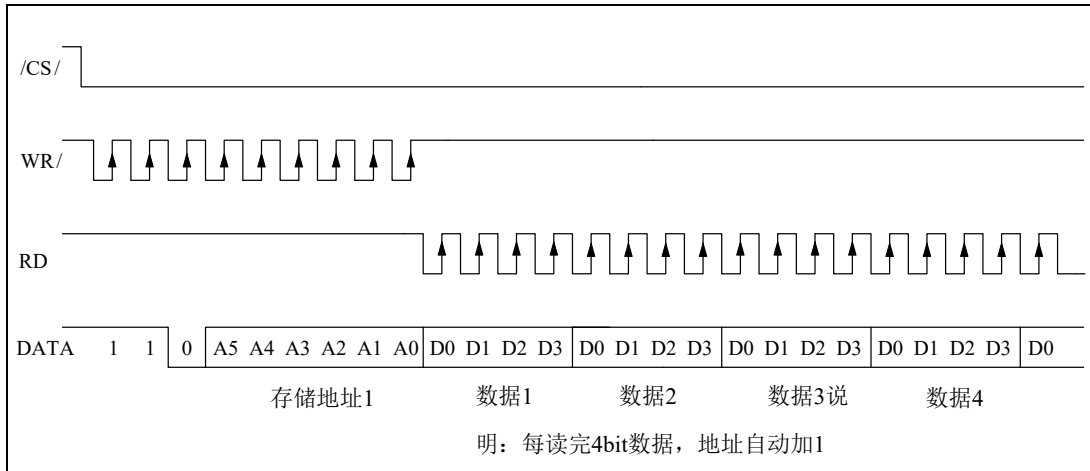 /CS/
WR/
RD
DATA 1 1 0 A5 A4 A3 A2 A1 A0 D0 D1 D2 D3 D0 D1 D2 D3 D0 D1 D2 D3 D0 D1 D2 D3 D0
存储地址1 数据1 数据2 数据3说 数据4
明：每读完4bit数据，地址自动加1